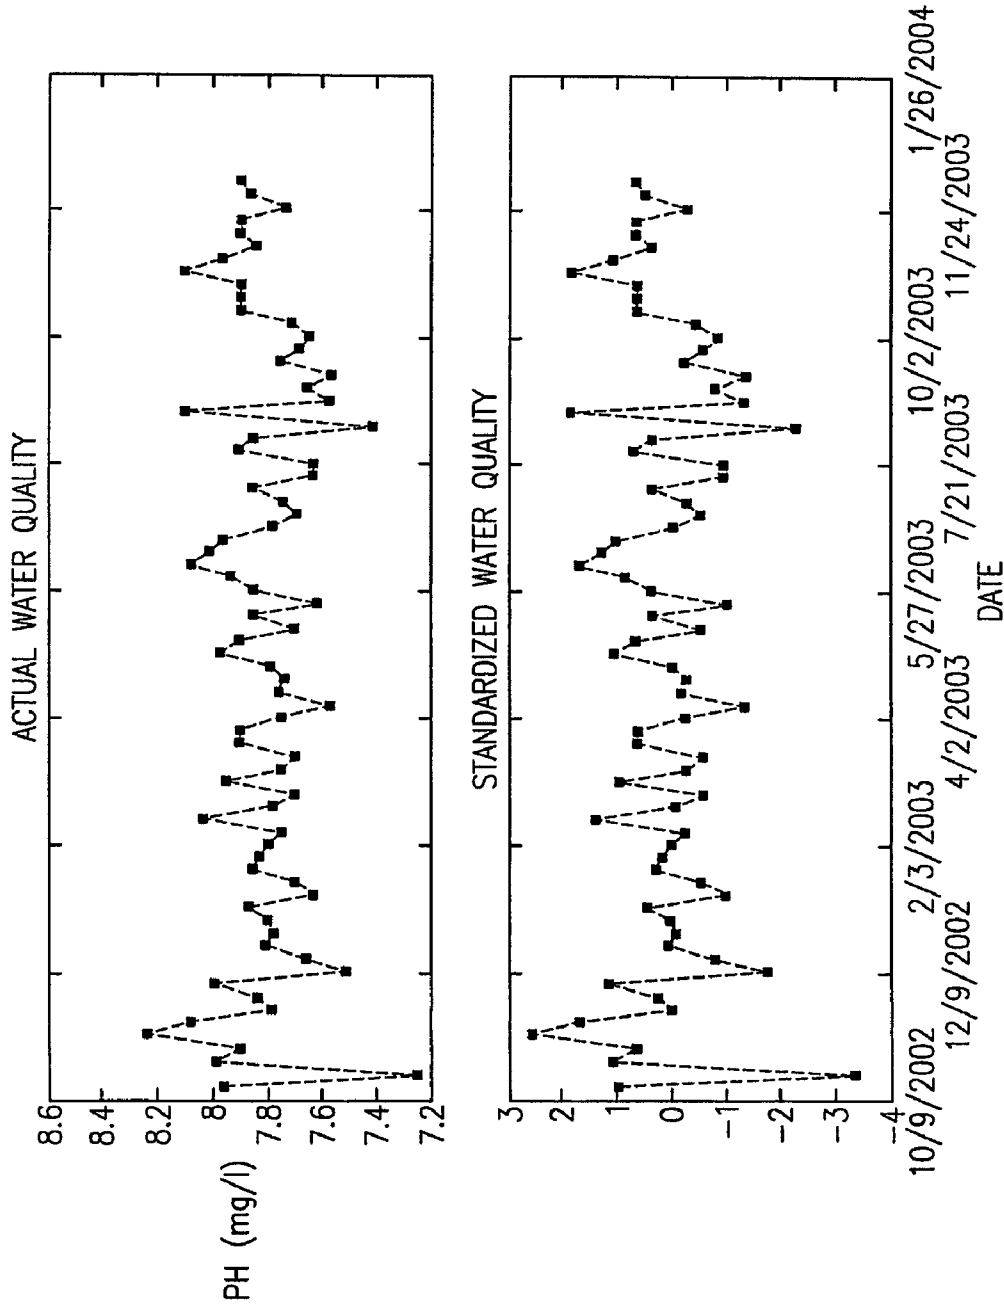 ACTUAL WATER QUALITY
8.6
8.4
8.2
8
7.8
7.6
7.4
7.2
PH (mg/l)
STANDARDIZED WATER QUALITY
3
2
1
0
-1
-2
-3
-4
10/9/2002 2/3/2003 5/27/2003 10/2/2003 1/26/2004
12/9/2002 4/2/2003 7/21/2003 11/24/2003
DATE